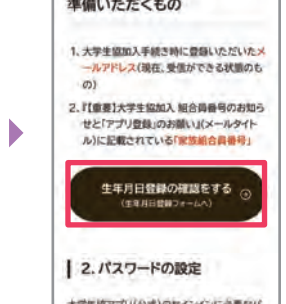 準備いただくもの
1. 大学生協加入手続き時に登録いただいたメ
ールアドレス(現在、受信ができる状態のも
の)
2. 『【重要】大学生協加入 組合員番号のお知ら
せと「アプリ登録」のお願い』(メールタイト
ル)に記載されている「家族組合員番号」
生年月日登録の確認をする
(生年月日登録フォームへ)
2. パスワードの設定